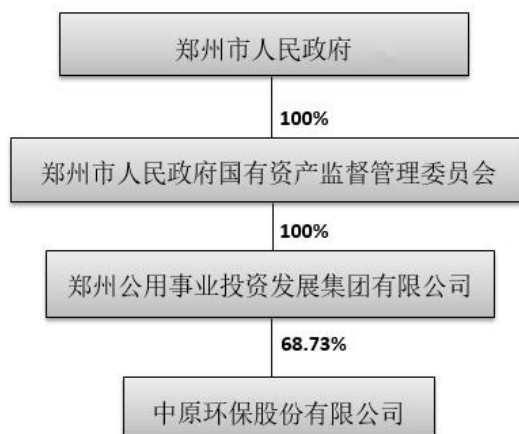 郑州市人民政府
100%
郑州市人民政府国有资产监督管理委员会
100%
郑州公用事业投资发展集团有限公司
68.73%
中原环保股份有限公司